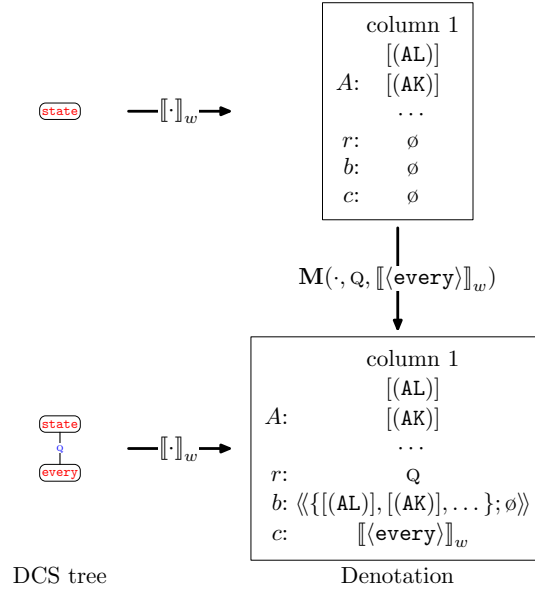 column 1
[(AL)]
A: [(AK)]
state ⟦·⟧w ...
r: ø
b: ø
c: ø
M(·, Q, ⟦⟨every⟩⟧w)
column 1
[(AL)]
state A: [(AK)]
Q ⟦·⟧w ...
every r: Q
b: ⟪{[(AL)], [(AK)], ...}; ø⟫
c: ⟦⟨every⟩⟧w
DCS tree Denotation